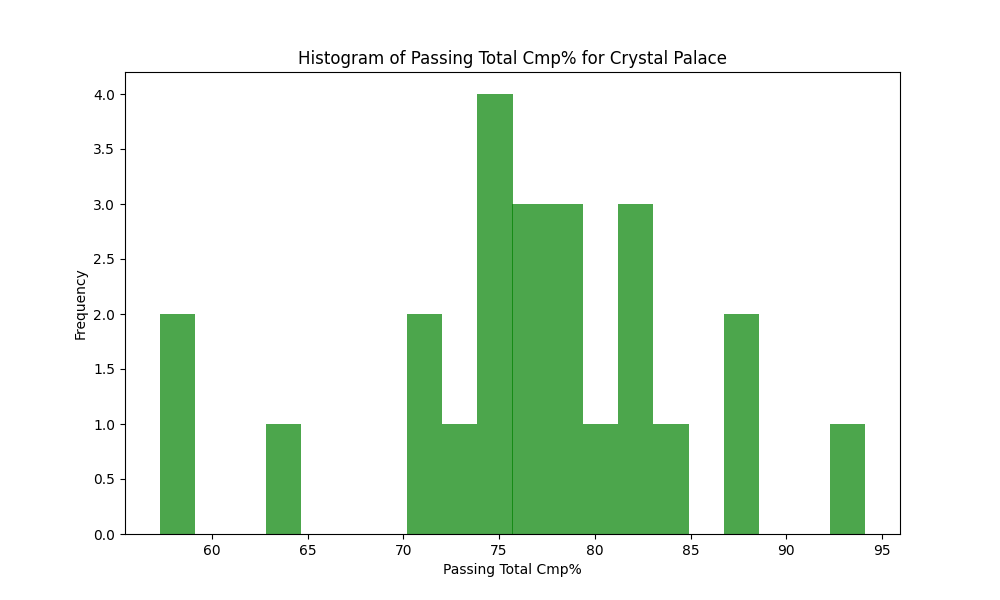 Histogram of Passing Total Cmp% for Crystal Palace
4.0
3.5
3.0
2.5
2.0
1.5
1.0
0.5
0.0
Frequency
60 65 70 75 80 85 90 95
Passing Total Cmp%